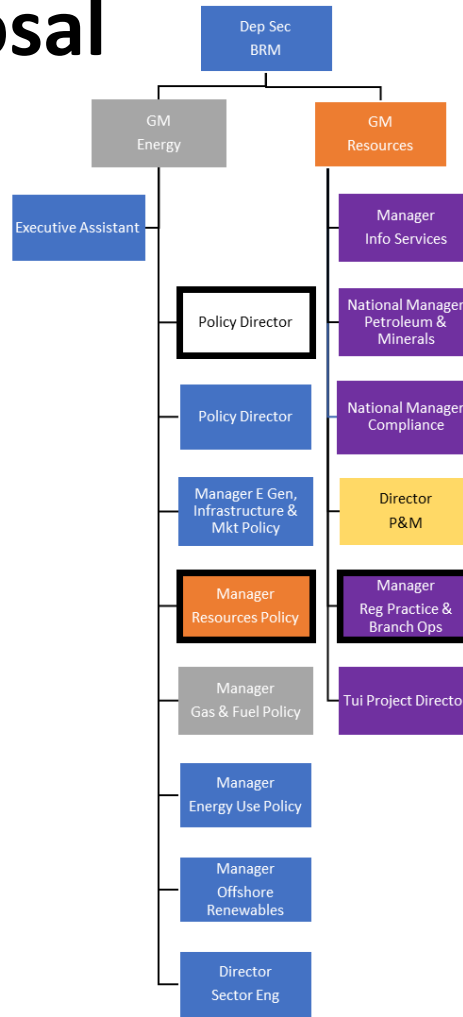 Dep Sec
BRM
GM
Energy
GM
Resources
Executive Assistant
Manager
Info Services
Policy Director
National Manager
Petroleum &
Minerals
Policy Director
National Manager
Compliance
Manager E Gen,
Infrastructure &
Mkt Policy
Director
P&M
Manager
Resources Policy
Manager
Reg Practice &
Branch Ops
Manager
Gas & Fuel Policy
Tui Project Director
Manager
Energy Use Policy
Manager
Offshore
Renewables
Director
Sector Eng